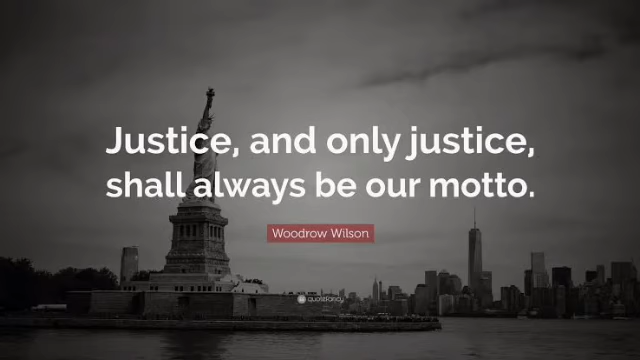 Justice, and only justice,
shall always be our motto.
Woodrow Wilson
quotefancy